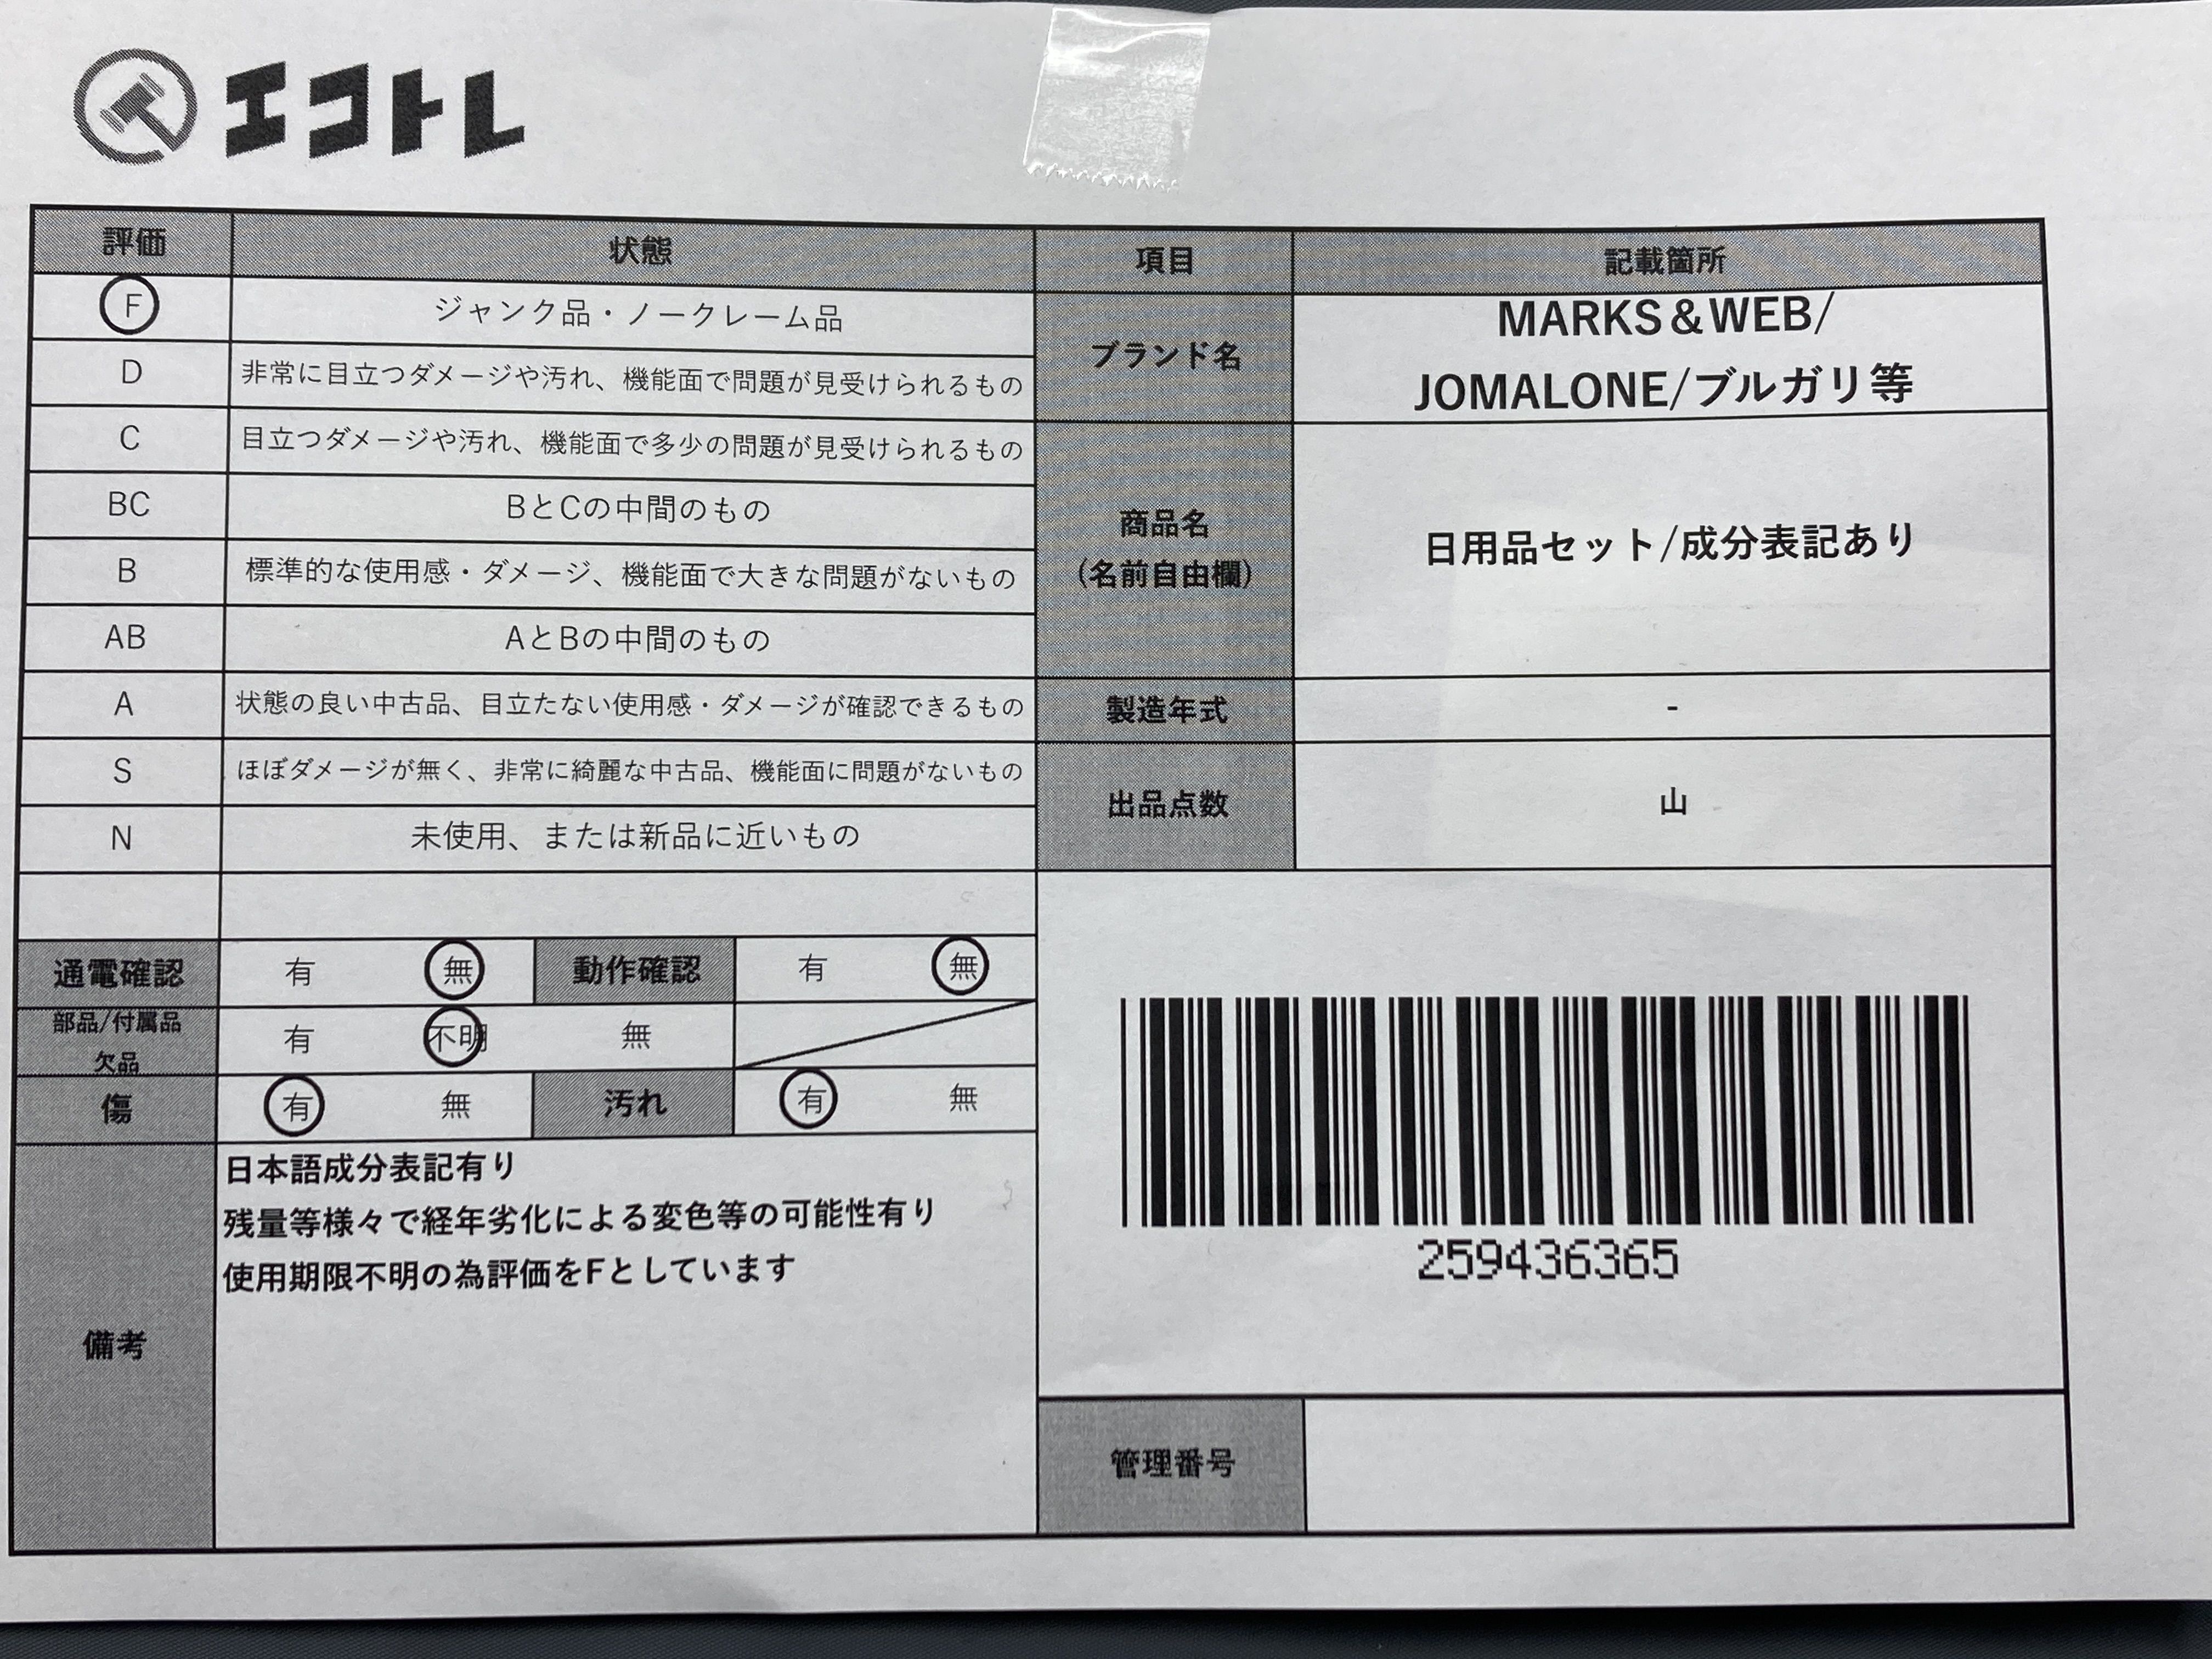 エコトレ
評価 状態 項目 記載箇所
F ジャンク品・ノークレーム品
D 非常に目立つダメージや汚れ、機能面で問題が見受けられるもの
C 目立つダメージや汚れ、機能面で多少の問題が見受けられるもの
BC BとCの中間のもの
B 標準的な使用感・ダメージ、機能面で大きな問題がないもの
AB AとBの中間のもの
A 状態の良い中古品、目立たない使用感・ダメージが確認できるもの
S ほぼダメージが無く、非常に綺麗な中古品、機能面に問題がないもの
N 未使用、または新品に近いもの
通電確認 有 無 動作確認 有 無
部品/付属品
欠品
有 不明 無
傷 有 無 汚れ 有 無
備考
日本語成分表記有り
残量等様々で経年劣化による変色等の可能性有り
使用期限不明の為評価をFとしています
ブランド名
MARKS&WEB/
JOMALONE/ブルガリ等
商品名
(名前自由欄)
日用品セット/成分表記あり
製造年式 -
出品点数 山
259436365
管理番号